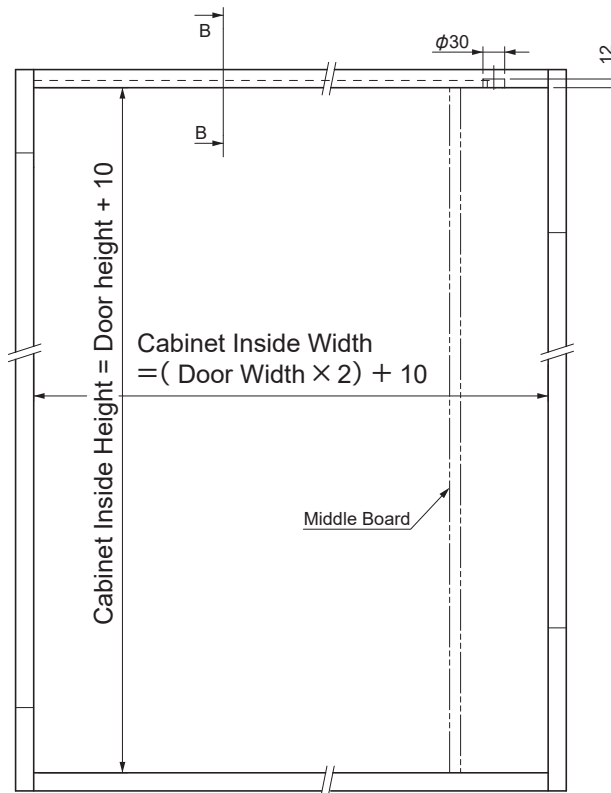 B
φ30
12
B
Cabinet Inside Height = Door height + 10
Cabinet Inside Width
=( Door Width × 2) + 10
Middle Board